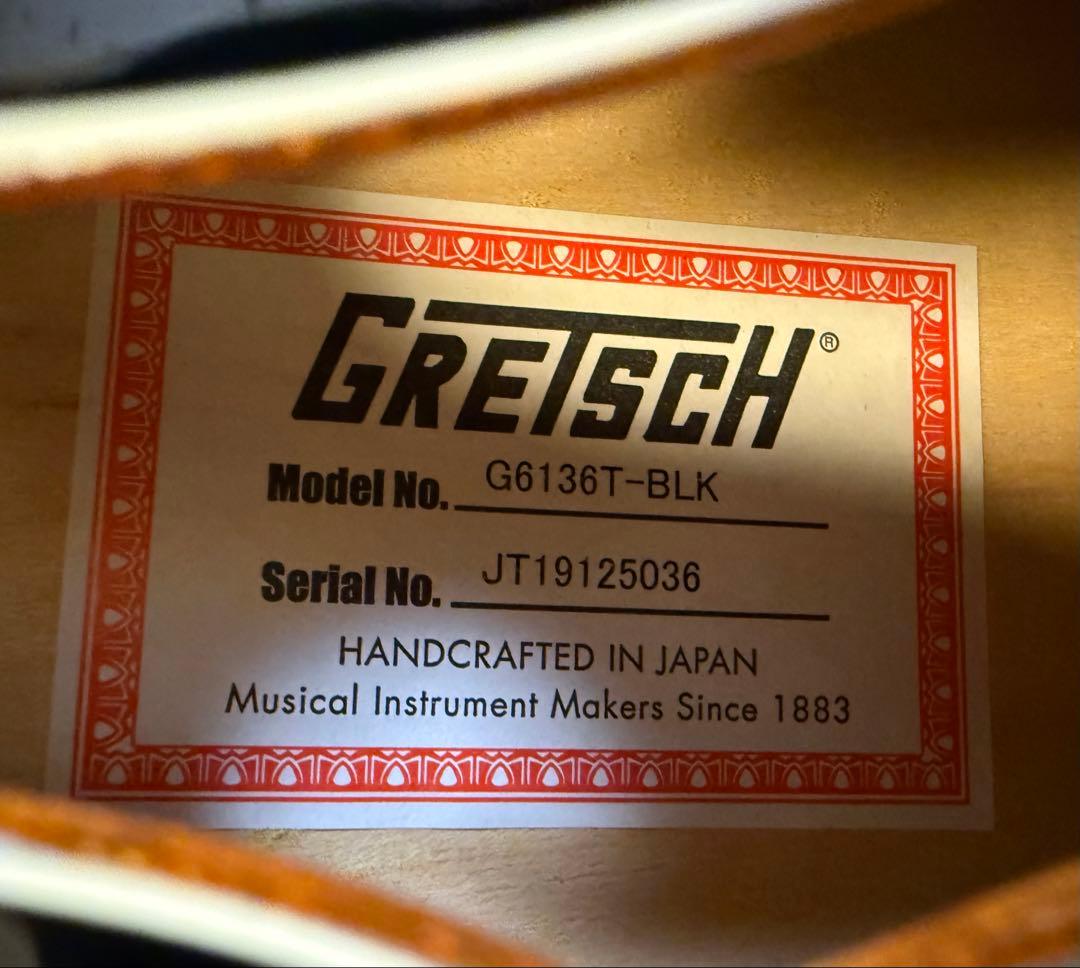 GRETSCH®
Model No. G6136T-BLK
Serial No. JT19125036
HANDCRAFTED IN JAPAN
Musical Instrument Makers Since 1883